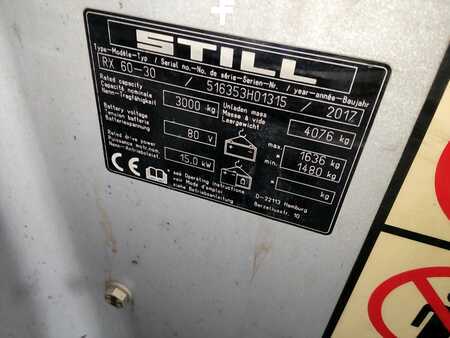 STILL
Type-Modèle-Typ / Serial no.-No. de série-Serien-Nr. / year-année-Baujahr
RX 60-30 / 516353H01315 / 2017
Rated capacity
Capacité nominale
Nenn-Tragfähigkeit
3000 kg
Unladen mass
Masse à vide
Leergewicht
4076 kg
Battery voltage
Tension batterie
Batteriespannung
80 V
max
1636 kg
min
1480 kg
Rated drive power
Puissance motr.nom.
Nenn-Antriebsleist.
15.0 kW
kg
CE
see Operating instructions
voir Mode d'emploi
siehe Betriebsanleitung
D-22113 Hamburg
Berzeliusstr. 10